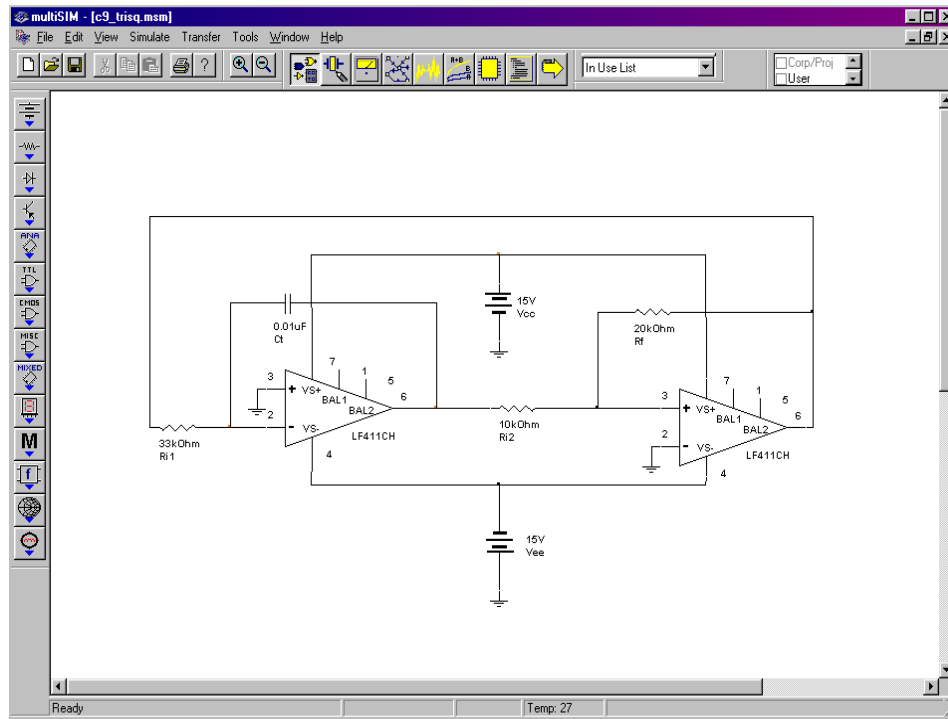 multiSIM - [c9_trisq.msm]
File Edit View Simulate Transfer Tools Window Help
A+B
In Use List
Corp/Proj
User
ANA
TTL
CMOS
MISC
MIXED
M
f
15V
Vcc
0.01uF
Ct
20kOhm
Rf
3
7
1
5
6
VS+
BAL1
BAL2
2
VS-
LF411CH
4
33kOhm
Ri1
10kOhm
Ri2
3
7
1
5
6
VS+
BAL1
BAL2
2
VS-
LF411CH
4
15V
Vee
Ready
Temp: 27